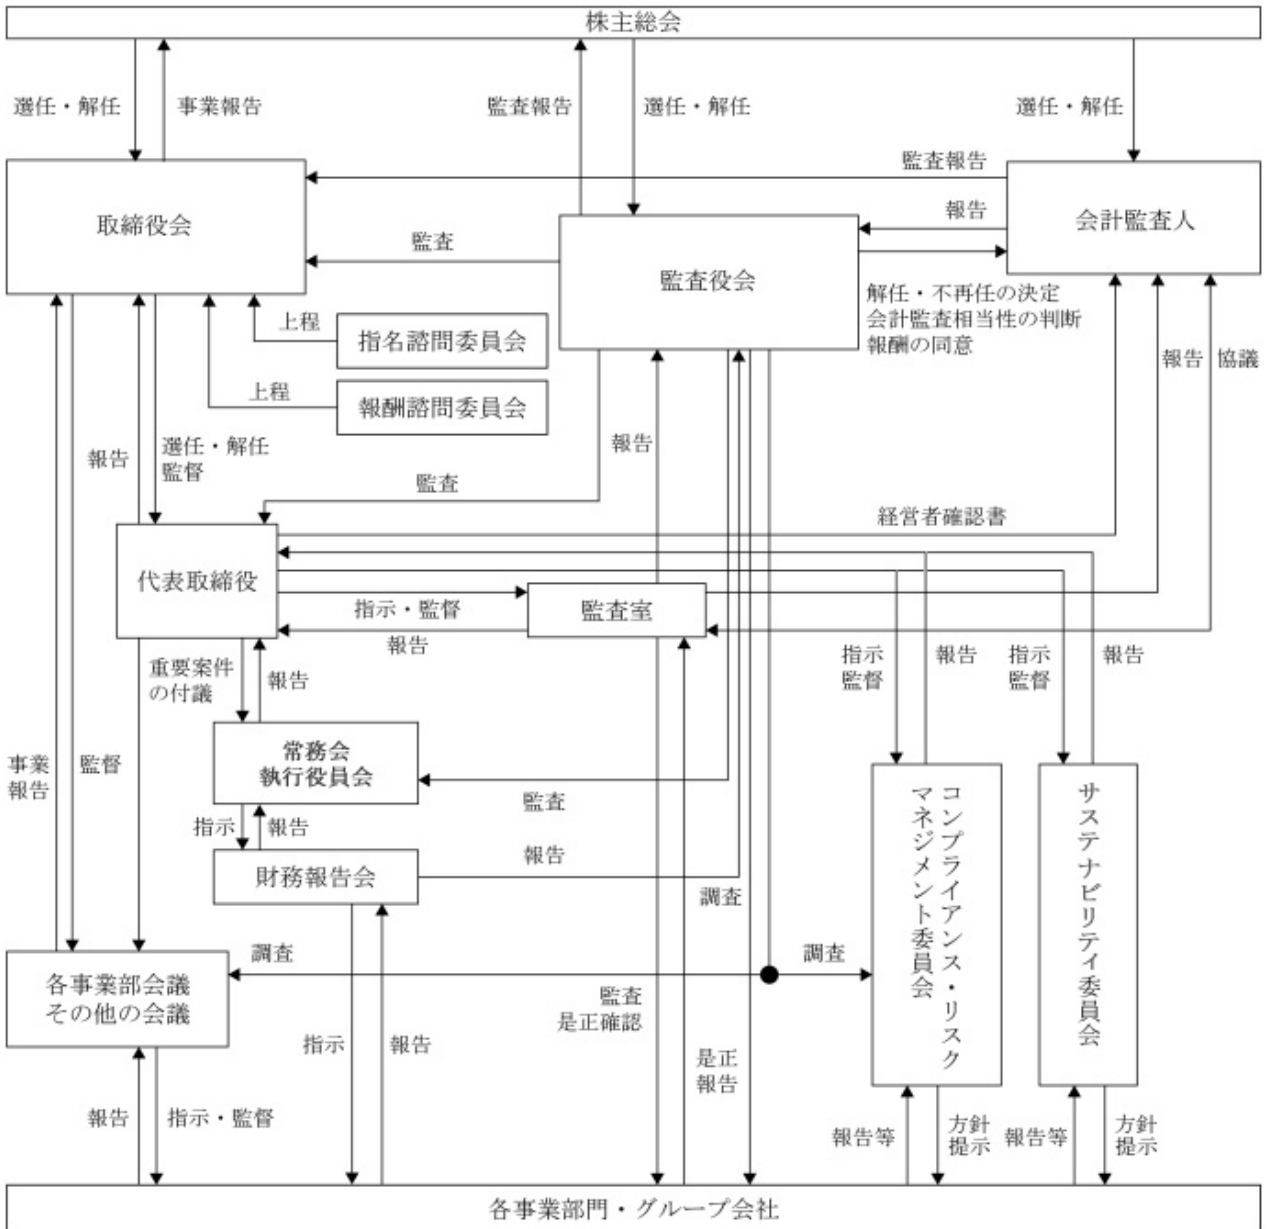 株主総会
選任・解任
事業報告
監査報告
選任・解任
選任・解任
監査報告
取締役会
報告
会計監査人
監査
監査役会
解任・不再任の決定
会計監査相当性の判断
報酬の同意
上程
指名諮問委員会
報告
協議
上程
報酬諮問委員会
報告
選任・解任
監督
報告
監査
経営者確認書
代表取締役
指示・監督
監査室
報告
重要案件
の付議
報告
指示
監督
報告
指示
監督
報告
常務会
執行役員会
事業
報告
監督
監査
指示
報告
報告
財務報告会
調査
コンプライアンス・リスク
マネジメント委員会
サステナビリティ委員会
調査
調査
各事業部会議
その他の会議
監査
是正確認
指示
報告
是正
報告
報告
指示・監督
報告等
方針
提示
報告等
方針
提示
各事業部門・グループ会社